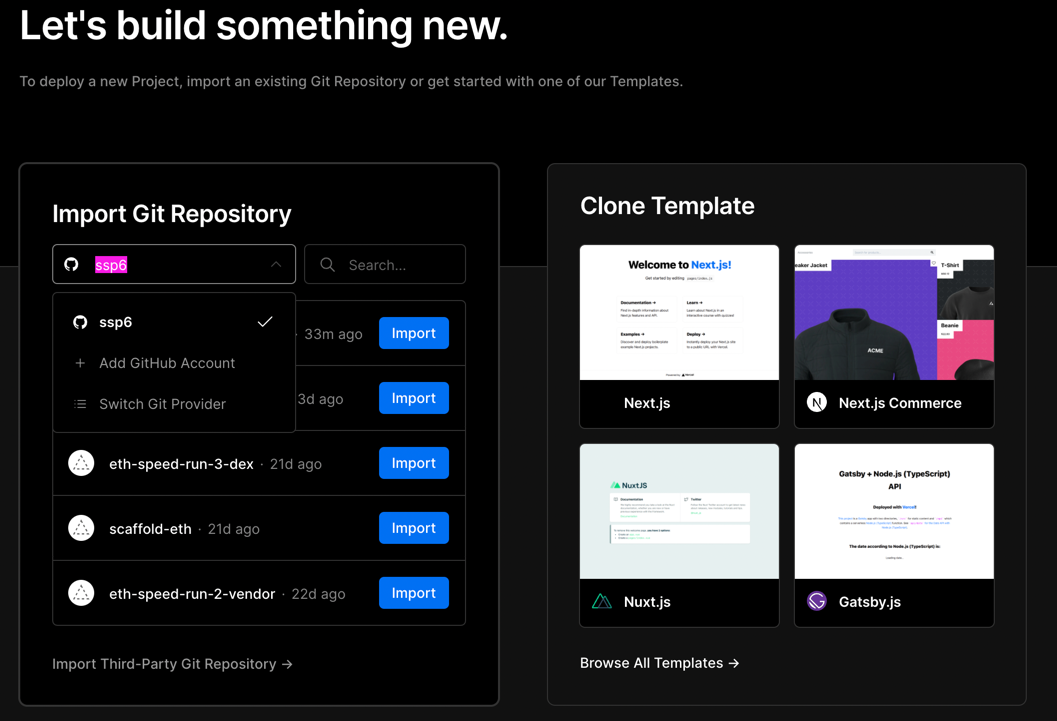 Let's build something new.
To deploy a new Project, import an existing Git Repository or get started with one of our Templates.
Import Git Repository
ssp6
Search...
ssp6
Add GitHub Account
Switch Git Provider
33m ago
Import
3d ago
Import
eth-speed-run-3-dex · 21d ago
Import
scaffold-eth · 21d ago
Import
eth-speed-run-2-vendor · 22d ago
Import
Import Third-Party Git Repository →
Clone Template
Welcome to Next.js!
Get started by editing pages/index.js
Documentation →
Find in-depth information about
Next.js features and API.
Learn →
Learn about Next.js in an
interactive course with quizzes!
Examples →
Discover and deploy boilerplate
example Next.js projects.
Deploy →
Instantly deploy your Next.js site
to a public URL with Vercel.
Powered by Vercel
Next.js
eaker Jacket
T-Shirt
Beanie
ACME
N
Next.js Commerce
NuxtJS
Documentation
Twitter
Nuxt.js
Gatsby + Node.js (TypeScript)
API
Deployed with Vercel!
The date according to Node.js (TypeScript) is:
Loading date...
Gatsby.js
Browse All Templates →